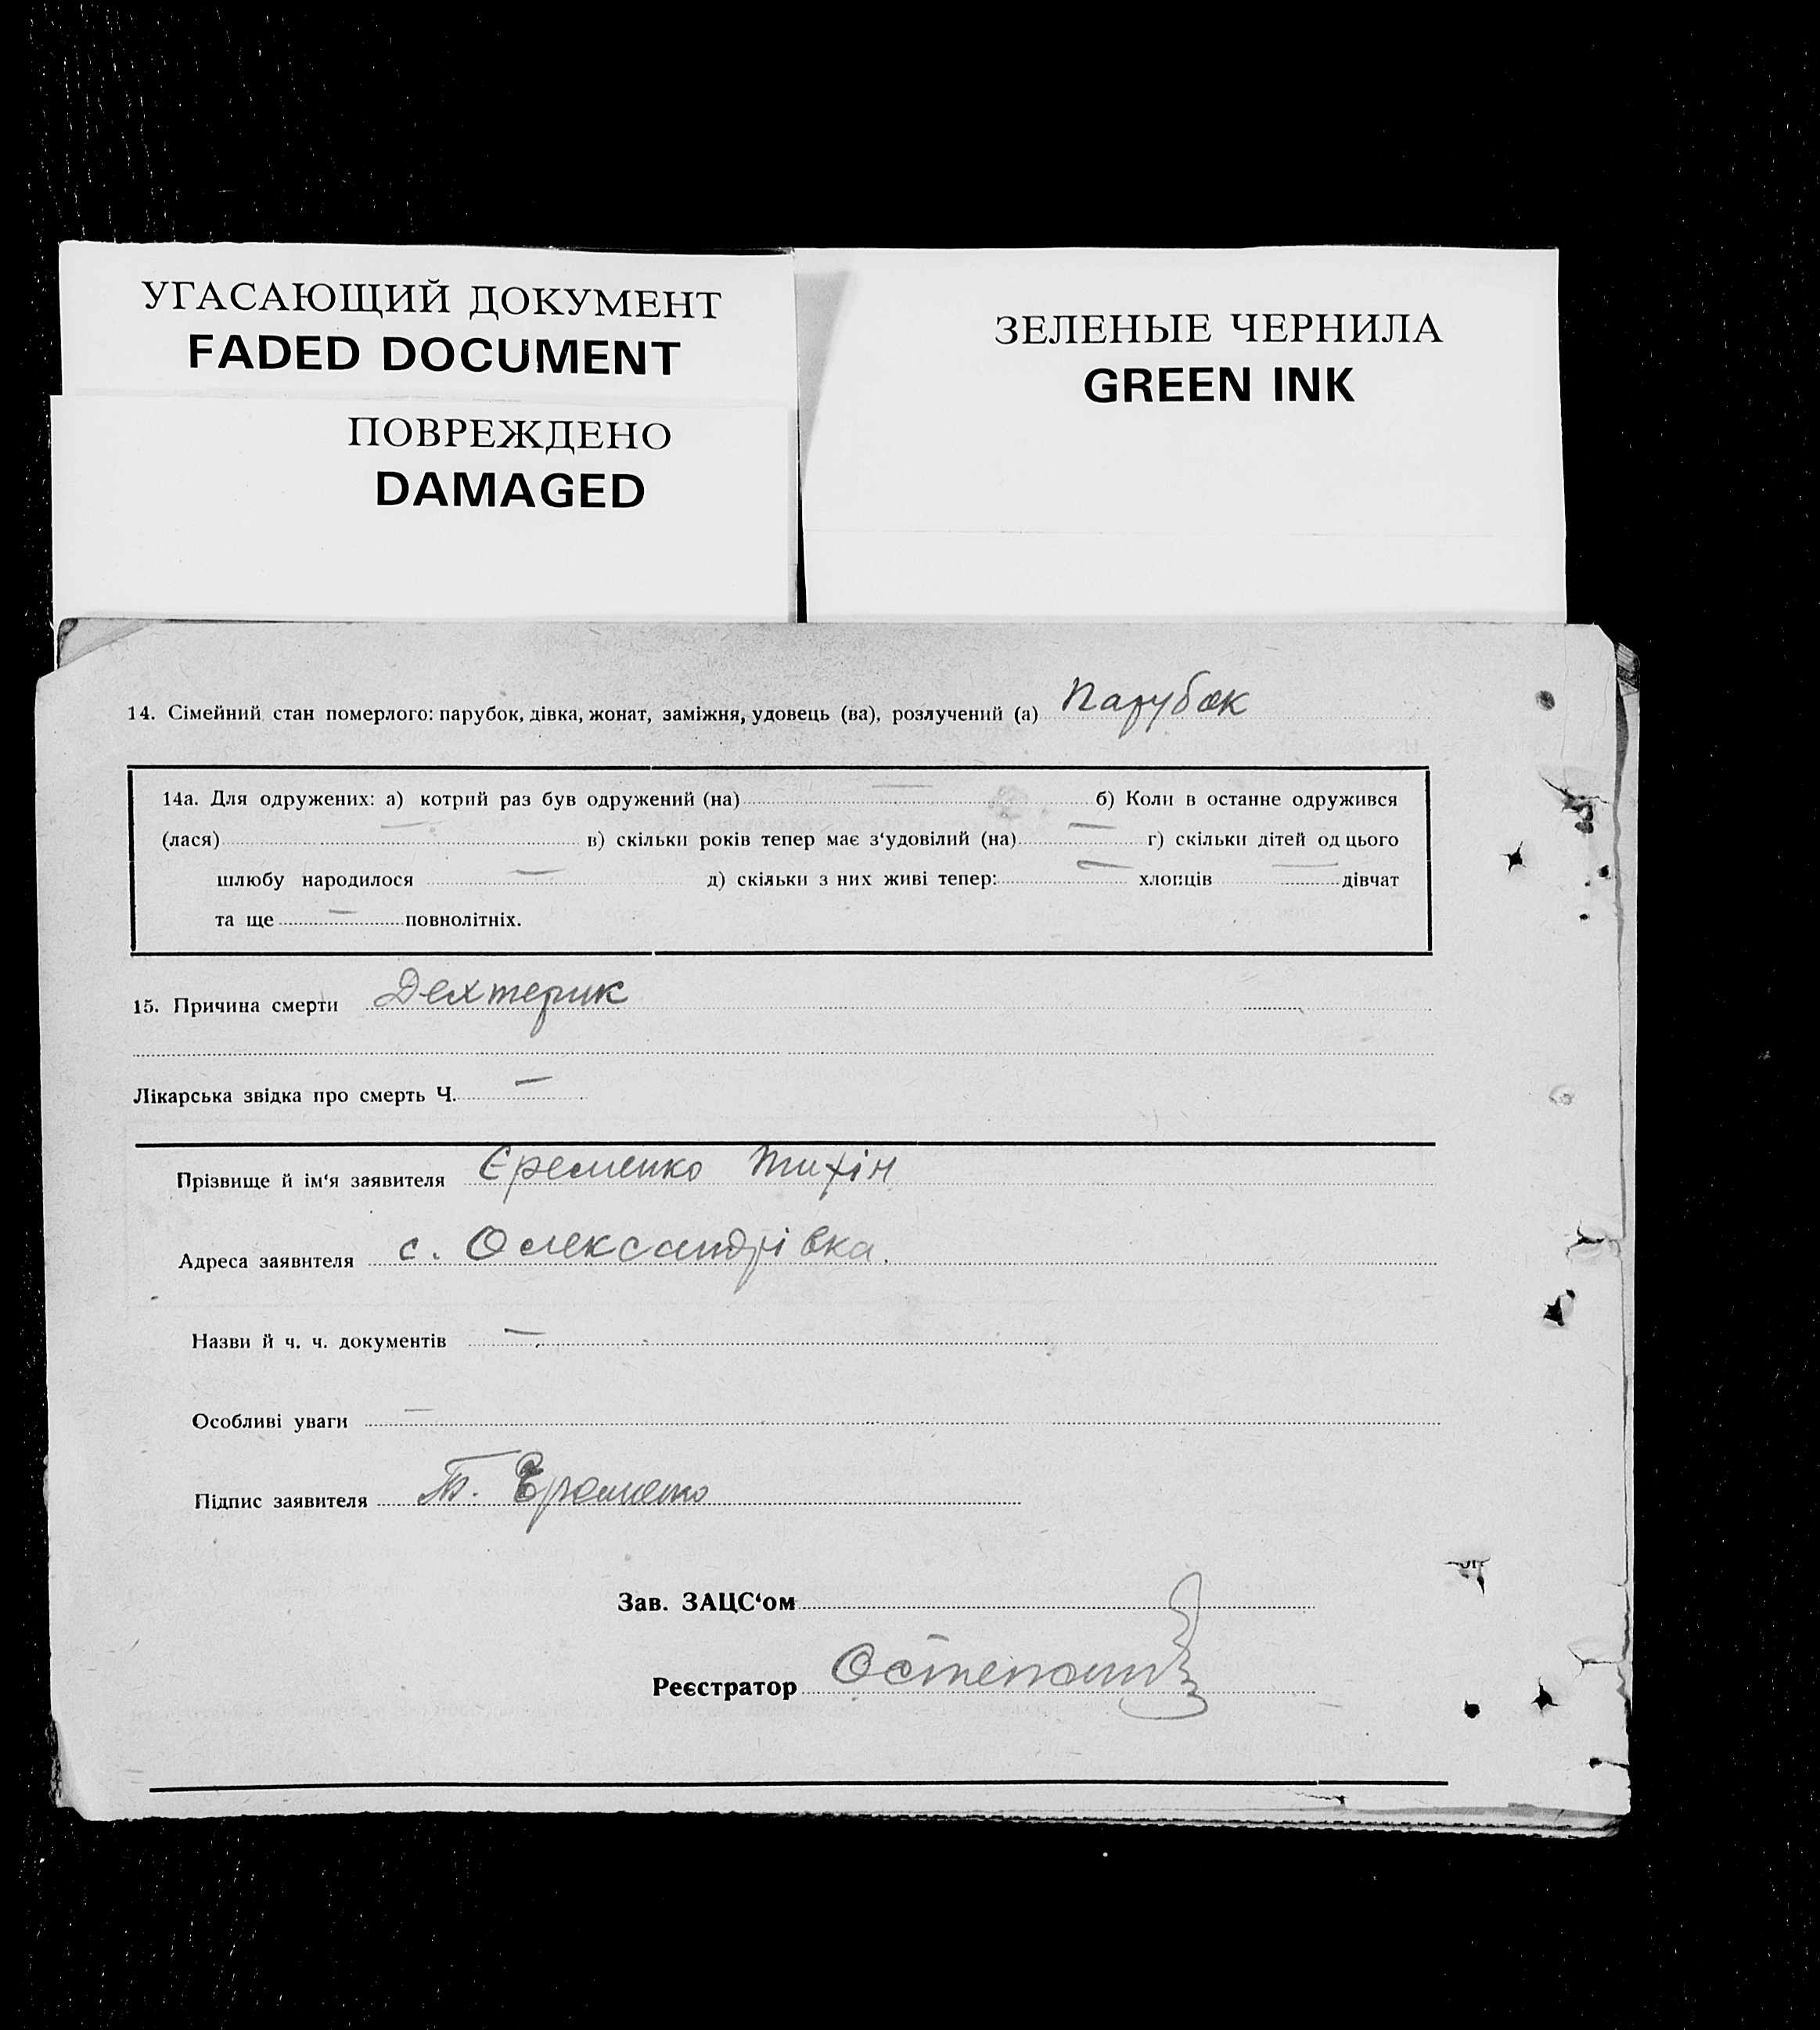 УГАСАЮЩИЙ ДОКУМЕНТ
FADED DOCUMENT
ЗЕЛЕНЫЕ ЧЕРНИЛА
GREEN INK
ПОВРЕЖДЕНО
DAMAGED
14. Сімейний стан померлого: парубок, дівка, жонат, заміжня, удовець (ва), розлучений (а) Парубок
14а. Для одружених: а) котрий раз був одружений (на) — б) Коли в останнє одружився
(лася) — в) скільки років тепер має з‘удовілий (на) — г) скільки дітей од цього
шлюбу народилося — д) скільки з них живі тепер: — хлопців — дівчат
та ще — повнолітніх.
15. Причина смерти Дехтерик
Лікарська звідка про смерть Ч. —
Прізвище й ім‘я заявителя Єременко Тихін
Адреса заявителя с. Олександрівка.
Назви й ч. ч. документів —
Особливі уваги —
Підпис заявителя Т.
Зав. ЗАЦС‘ом
Реєстратор